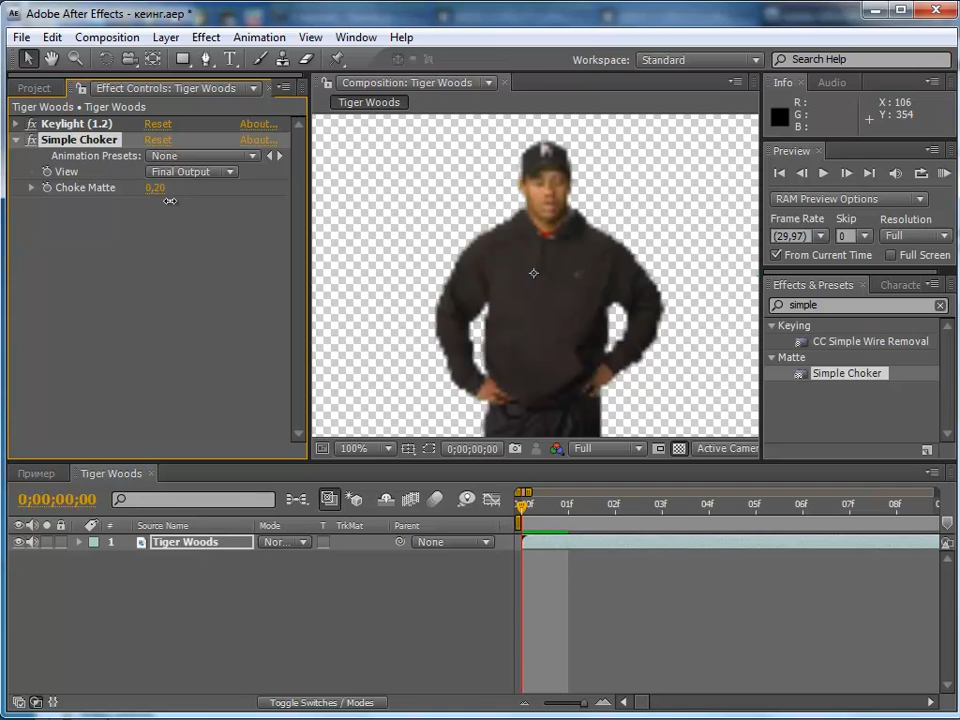 Adobe After Effects - кеинг.aep *
File Edit Composition Layer Effect Animation View Window Help
Workspace: Standard Search Help
Project Effect Controls: Tiger Woods
Tiger Woods • Tiger Woods
Keylight (1.2) Reset About...
Simple Choker Reset About...
Animation Presets: None
View Final Output
Choke Matte 0,20
Composition: Tiger Woods
Tiger Woods
100% 0;00;00;00 Full Active Camer
Info Audio
R : X : 106
G : Y : 354
B :
Preview
RAM Preview Options
Frame Rate Skip Resolution
(29,97) 0 Full
From Current Time Full Screen
Effects & Presets Characte
simple
Keying
CC Simple Wire Removal
Matte
Simple Choker
Пример Tiger Woods
0;00;00;00
01f 02f 03f 04f 05f 06f 07f 08f
# Source Name Mode T TrkMat Parent
1 Tiger Woods Nor... None
Toggle Switches / Modes